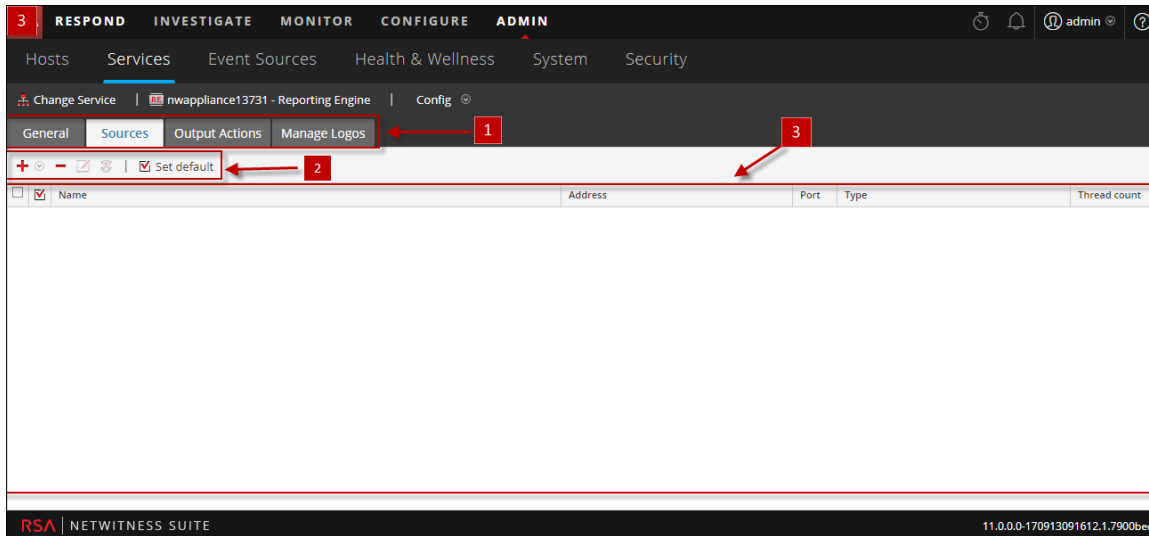 3 RESPOND INVESTIGATE MONITOR CONFIGURE ADMIN admin
Hosts Services Event Sources Health & Wellness System Security
Change Service | nwappliance13731 - Reporting Engine | Config
General Sources Output Actions Manage Logos 1 3
Set default 2
Name Address Port Type Thread count
RSA NETWITNESS SUITE 11.0.0.0-170913091612.1.7900bec